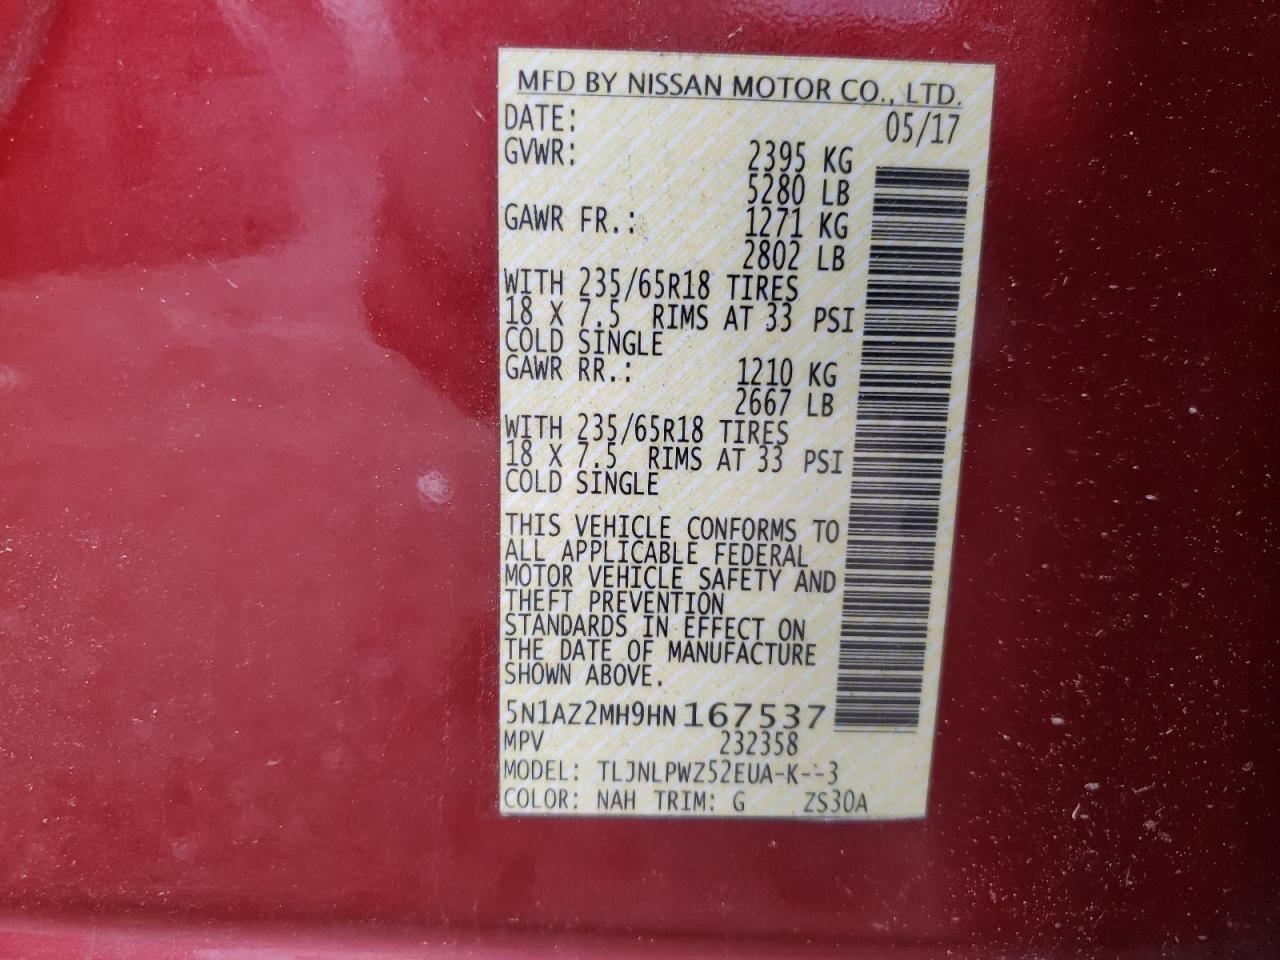 MFD BY NISSAN MOTOR CO., LTD.
DATE: 05/17
GVWR: 2395 KG
5280 LB
GAWR FR.: 1271 KG
2802 LB
WITH 235/65R18 TIRES
18 X 7.5 RIMS AT 33 PSI
COLD SINGLE
GAWR RR.: 1210 KG
2667 LB
WITH 235/65R18 TIRES
18 X 7.5 RIMS AT 33 PSI
COLD SINGLE
THIS VEHICLE CONFORMS TO
ALL APPLICABLE FEDERAL
MOTOR VEHICLE SAFETY AND
THEFT PREVENTION
STANDARDS IN EFFECT ON
THE DATE OF MANUFACTURE
SHOWN ABOVE.
5N1AZ2MH9HN 167537
MPV 232358
MODEL: TLJNLPWZ52EUA-K--3
COLOR: NAH TRIM: G ZS30A